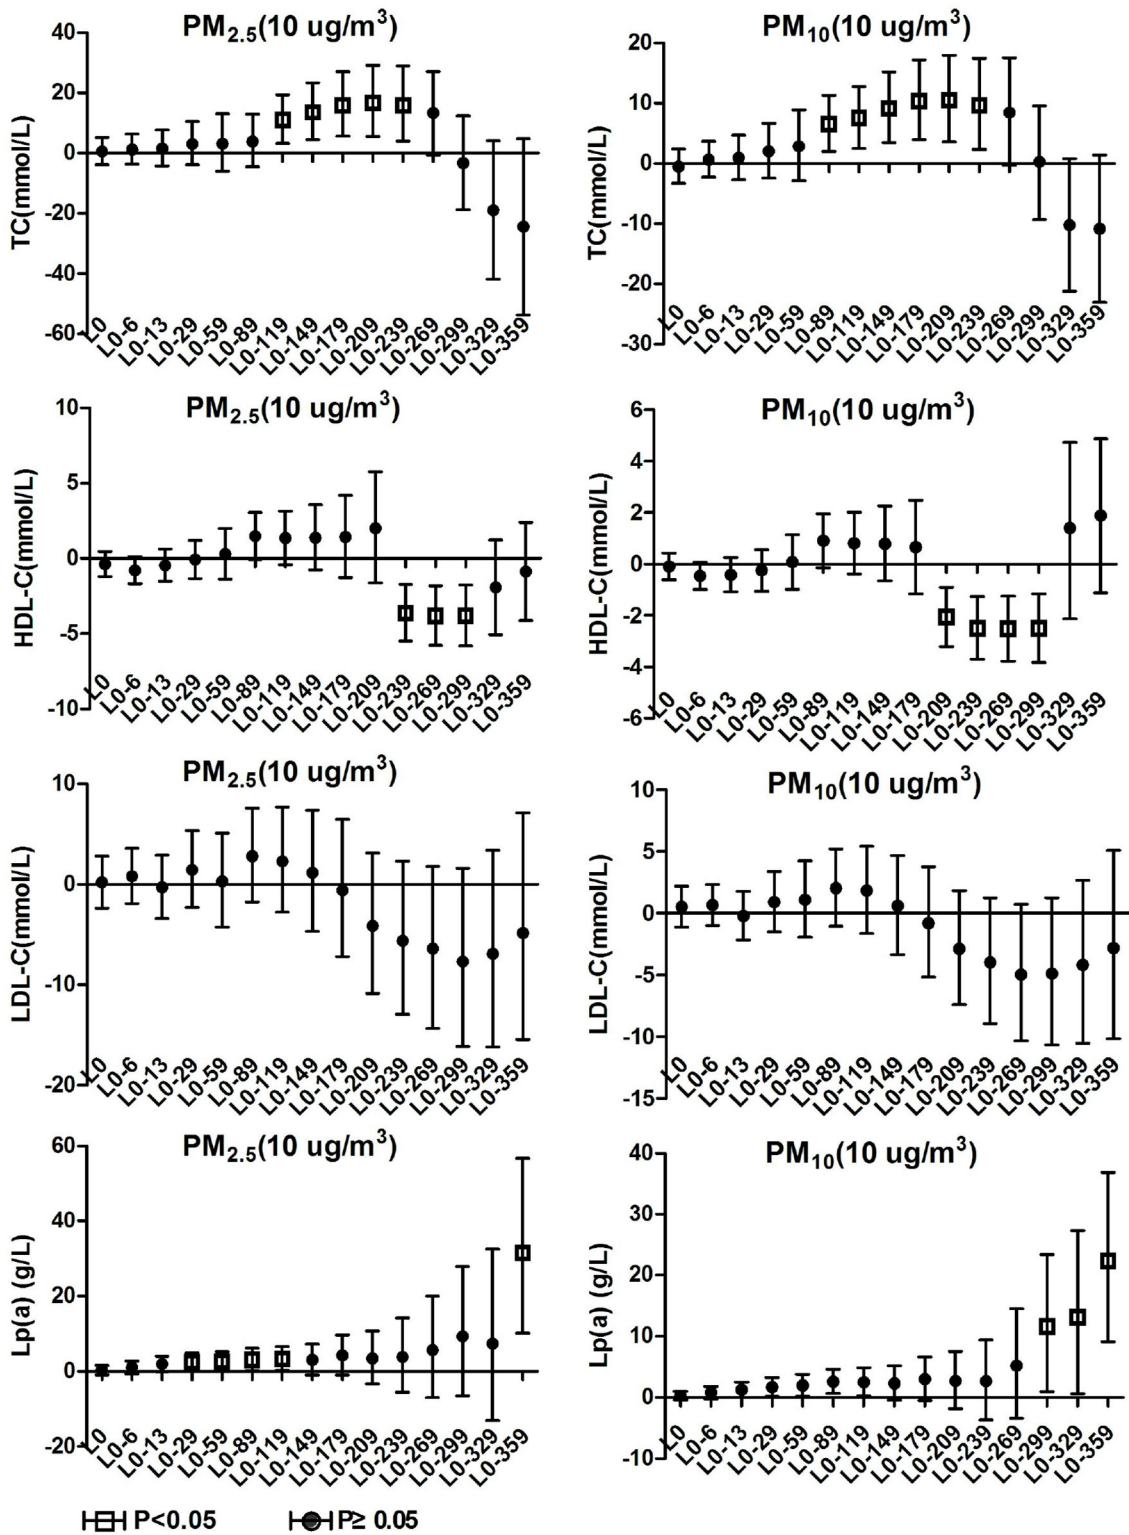 PM2.5(10 ug/m3)
TC(mmol/L)
40
20
0
-20
-40
-60
L0 L0-6 L0-13 L0-29 L0-59 L0-89 L0-119 L0-149 L0-179 L0-209 L0-239 L0-269 L0-299 L0-329 L0-359
PM10(10 ug/m3)
TC(mmol/L)
20
10
0
-10
-20
-30
L0 L0-6 L0-13 L0-29 L0-59 L0-89 L0-119 L0-149 L0-179 L0-209 L0-239 L0-269 L0-299 L0-329 L0-359
PM2.5(10 ug/m3)
HDL-C(mmol/L)
10
5
0
-5
-10
L0 L0-6 L0-13 L0-29 L0-59 L0-89 L0-119 L0-149 L0-179 L0-209 L0-239 L0-269 L0-299 L0-329 L0-359
PM10(10 ug/m3)
HDL-C(mmol/L)
6
4
2
0
-2
-4
-6
L0 L0-6 L0-13 L0-29 L0-59 L0-89 L0-119 L0-149 L0-179 L0-209 L0-239 L0-269 L0-299 L0-329 L0-359
PM2.5(10 ug/m3)
LDL-C(mmol/L)
10
0
-10
-20
L0 L0-6 L0-13 L0-29 L0-59 L0-89 L0-119 L0-149 L0-179 L0-209 L0-239 L0-269 L0-299 L0-329 L0-359
PM10(10 ug/m3)
LDL-C(mmol/L)
10
5
0
-5
-10
-15
L0 L0-6 L0-13 L0-29 L0-59 L0-89 L0-119 L0-149 L0-179 L0-209 L0-239 L0-269 L0-299 L0-329 L0-359
PM2.5(10 ug/m3)
Lp(a) (g/L)
60
40
20
0
-20
L0 L0-6 L0-13 L0-29 L0-59 L0-89 L0-119 L0-149 L0-179 L0-209 L0-239 L0-269 L0-299 L0-329 L0-359
PM10(10 ug/m3)
Lp(a) (g/L)
40
30
20
10
0
-10
L0 L0-6 L0-13 L0-29 L0-59 L0-89 L0-119 L0-149 L0-179 L0-209 L0-239 L0-269 L0-299 L0-329 L0-359
P<0.05 P≥ 0.05